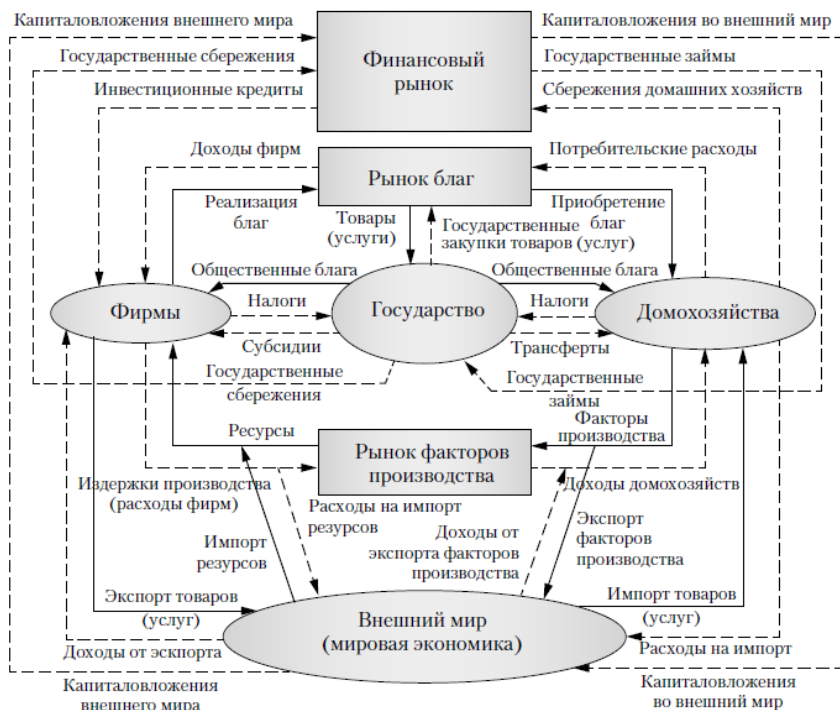 Капиталовложения внешнего мира
Капиталовложения во внешний мир
Государственные сбережения
Финансовый
рынок
Государственные займы
Инвестиционные кредиты
Сбережения домашних хозяйств
Доходы фирм
Потребительские расходы
Рынок благ
Реализация
благ
Товары
(услуги)
Государственные
закупки товаров (услуг)
Приобретение
благ
Общественные блага
Общественные блага
Фирмы
Налоги
Государство
Налоги
Домохозяйства
Субсидии
Трансферты
Государственные
сбережения
Государственные
займы
Ресурсы
Рынок факторов
производства
Факторы
производства
Издержки производства
(расходы фирм)
Расходы на импорт
ресурсов
Доходы домохозяйств
Импорт
ресурсов
Доходы от
экспорта факторов
производства
Экспорт
факторов
производства
Экспорт товаров
(услуг)
Внешний мир
(мировая экономика)
Импорт товаров
(услуг)
Доходы от эскпорта
Расходы на импорт
Капиталовложения
внешнего мира
Капиталовложения
во внешний мир